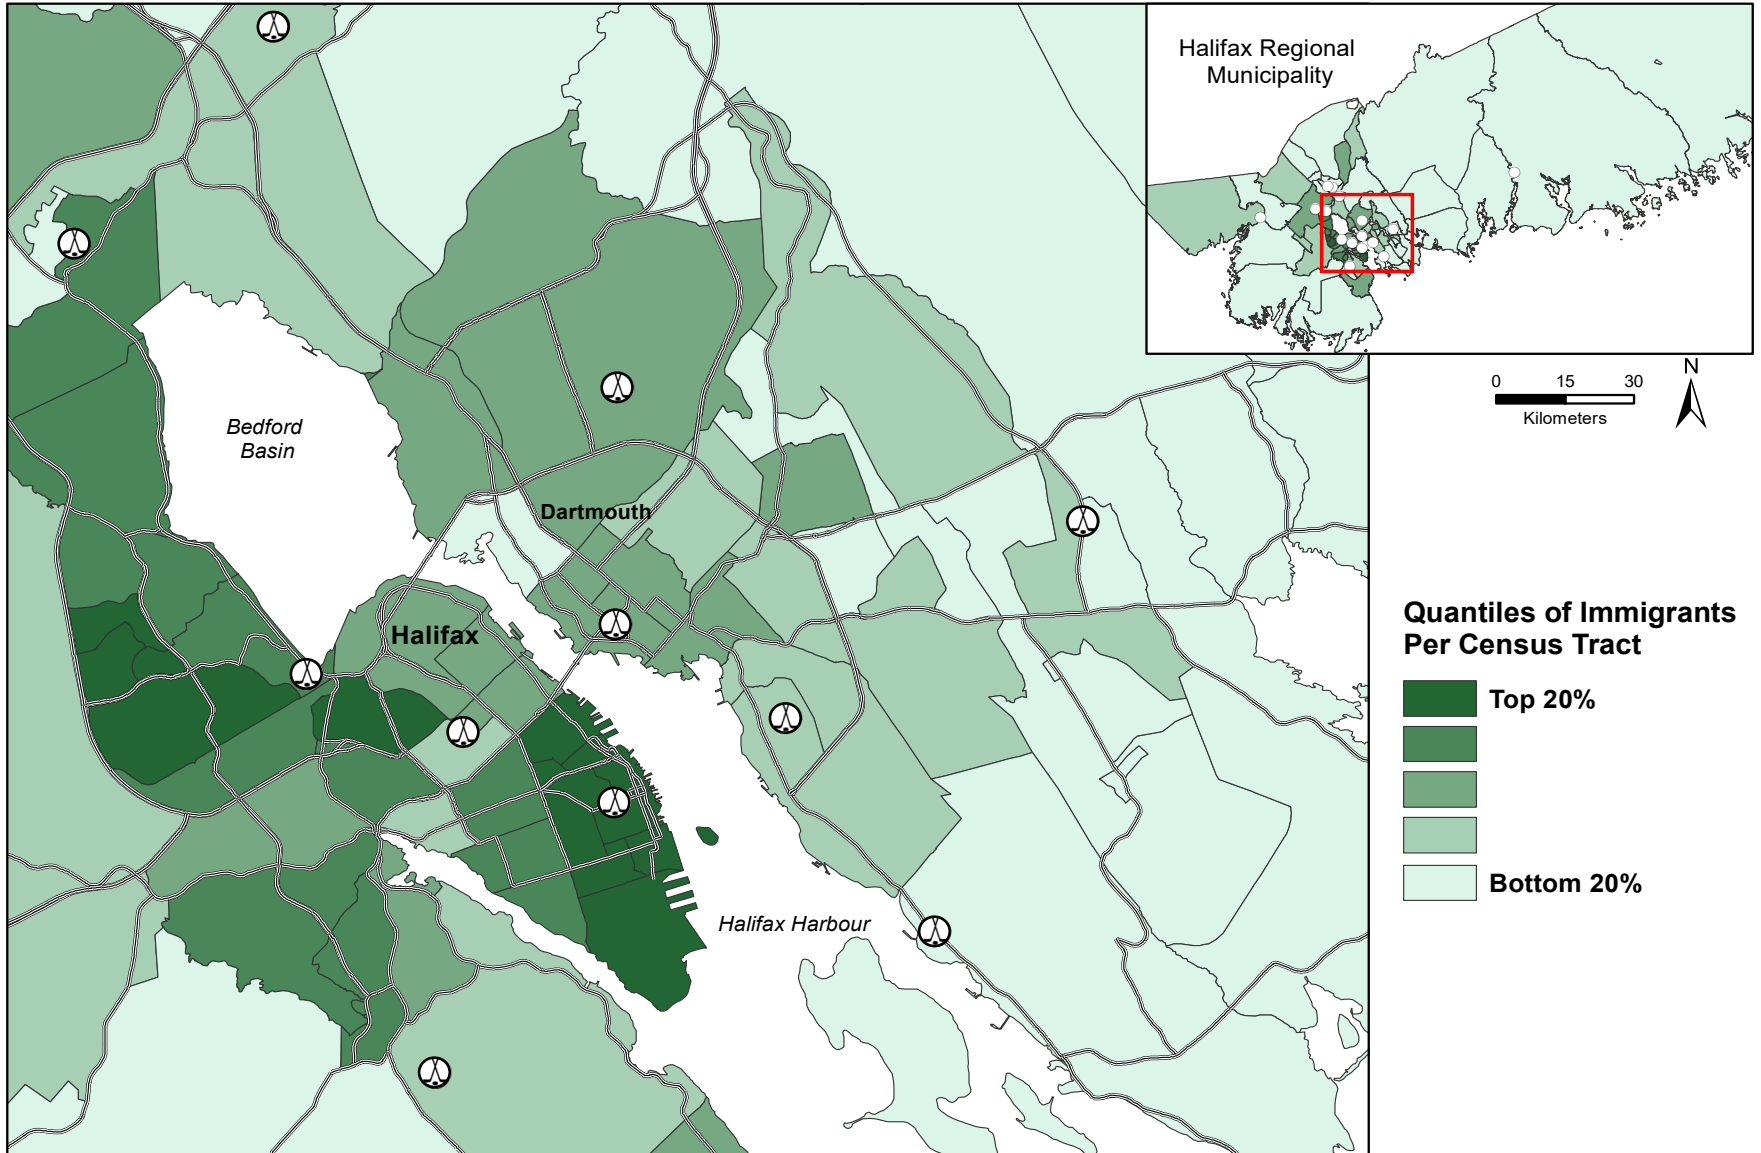 Halifax Regional
Municipality
N
0 15 30
Kilometers
Bedford
Basin
Dartmouth
Halifax
Halifax Harbour
Quantiles of Immigrants
Per Census Tract
Top 20%
Bottom 20%